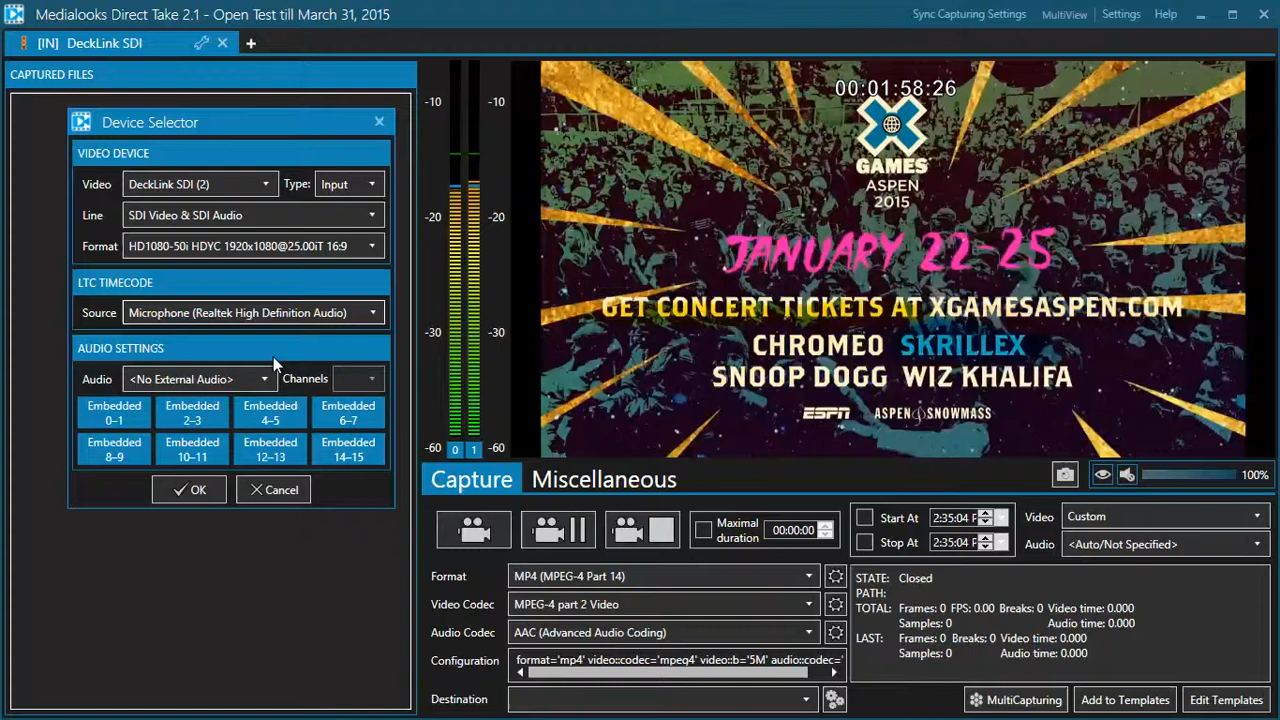 Medialooks Direct Take 2.1 - Open Test till March 31, 2015
Sync Capturing Settings
MultiView
Settings
Help
[IN] DeckLink SDI
CAPTURED FILES
Device Selector
VIDEO DEVICE
Video
DeckLink SDI (2)
Type:
Input
Line
SDI Video & SDI Audio
Format
HD1080-50i HDYC 1920x1080@25.00iT 16:9
LTC TIMECODE
Source
Microphone (Realtek High Definition Audio)
AUDIO SETTINGS
Audio
<No External Audio>
Channels
Embedded
0-1
Embedded
2–3
Embedded
4–5
Embedded
6–7
Embedded
8–9
Embedded
10–11
Embedded
12–13
Embedded
14–15
OK
Cancel
-10
-10
-20
-20
-30
-30
-60
-60
0
1
00:01:58:26
X
GAMES
ASPEN
2015
JANUARY 22-25
GET CONCERT TICKETS AT XGAMESASPEN.COM
CHROMEO SKRILLEX
SNOOP DOGG WIZ KHALIFA
ESPN
ASPEN SNOWMASS
Capture
Miscellaneous
100%
Maximal
duration
00:00:00
Start At
2:35:04 P
Stop At
2:35:04 P
Video
Custom
Audio
<Auto/Not Specified>
Format
MP4 (MPEG-4 Part 14)
Video Codec
MPEG-4 part 2 Video
Audio Codec
AAC (Advanced Audio Coding)
Configuration
format='mp4' video::codec='mpeg4' video::b='5M' audio::codec='
Destination
STATE: Closed
PATH:
TOTAL: Frames: 0 FPS: 0.00 Breaks: 0 Video time: 0.000
Samples: 0 Audio time: 0.000
LAST: Frames: 0 Breaks: 0 Video time: 0.000
Samples: 0 Audio time: 0.000
MultiCapturing
Add to Templates
Edit Templates